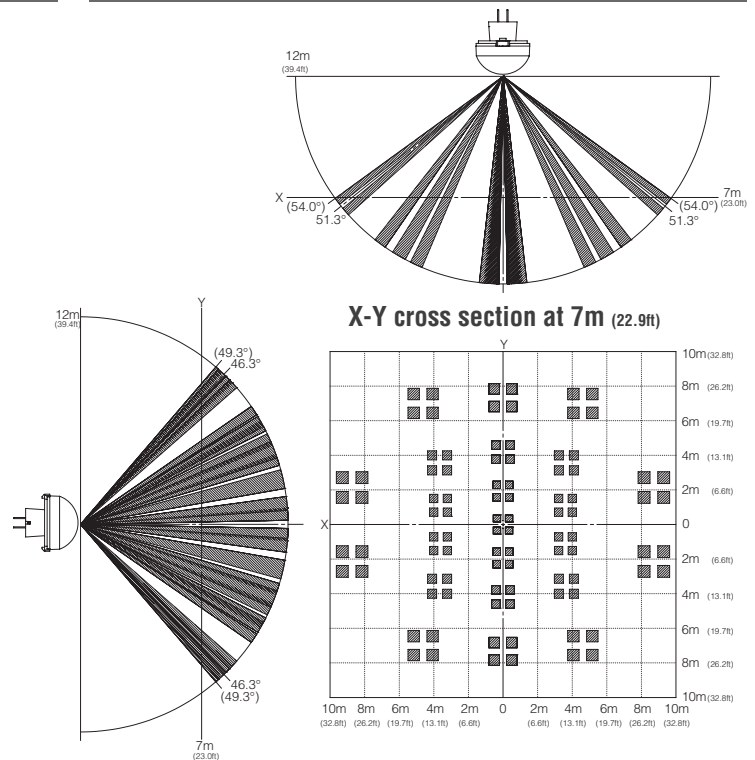 12m
(39.4ft)
X
7m
(23.0ft)
(54.0°)
51.3°
(54.0°)
51.3°
Y
12m
(39.4ft)
(49.3°)
46.3°
46.3°
(49.3°)
7m
(23.0ft)
X-Y cross section at 7m (22.9ft)
Y
10m (32.8ft)
8m (26.2ft)
6m (19.7ft)
4m (13.1ft)
2m (6.6ft)
X 0
2m (6.6ft)
4m (13.1ft)
6m (19.7ft)
8m (26.2ft)
10m (32.8ft)
10m 8m 6m 4m 2m 0 2m 4m 6m 8m 10m
(32.8ft) (26.2ft) (19.7ft) (13.1ft) (6.6ft) (6.6ft) (13.1ft) (19.7ft) (26.2ft) (32.8ft)